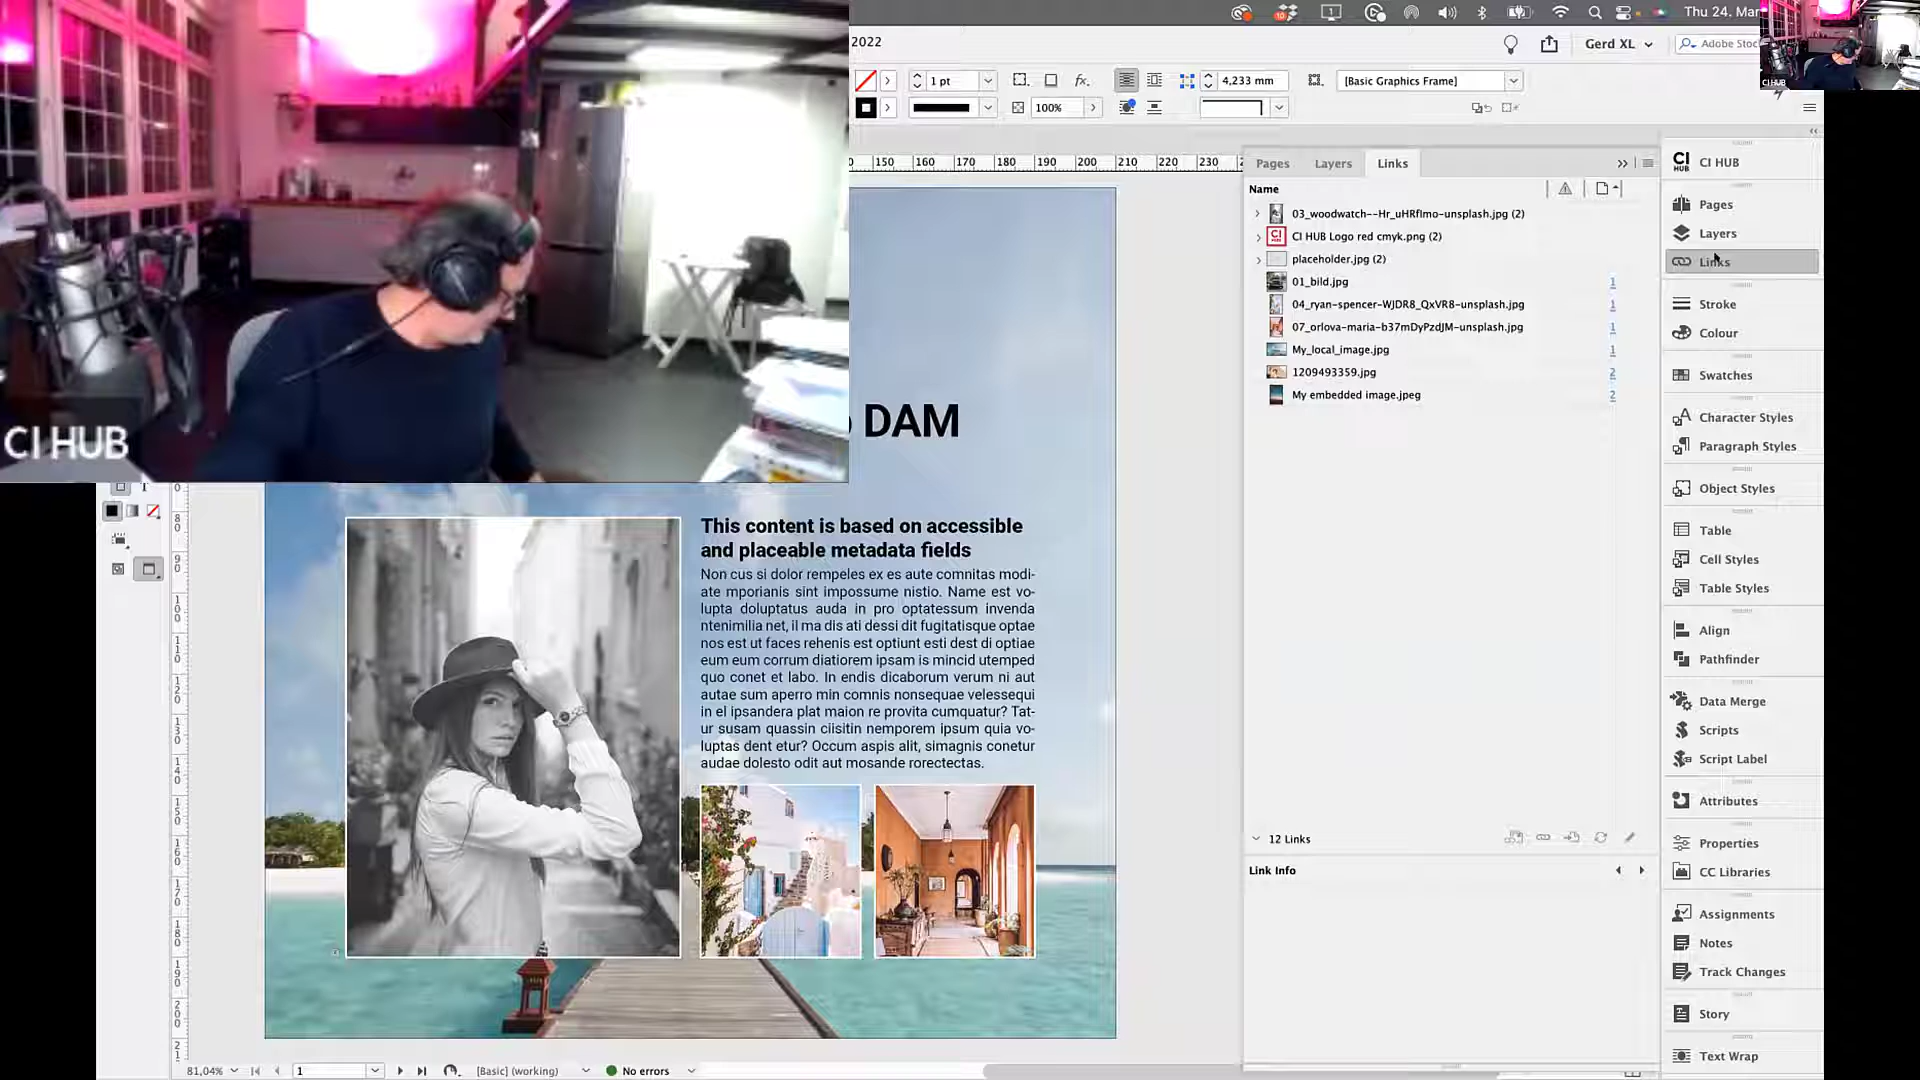 Thu 24. Mar
2022
Gerd XL
Adobe Stoc
CI HUB
1 pt
fx.
4,233 mm
[Basic Graphics Frame]
100%
150 160 170 180 190 200 210 220 230
Pages Layers Links
Name
03_woodwatch--Hr_uHRfImo-unsplash.jpg (2)
CI HUB Logo red cmyk.png (2)
placeholder.jpg (2)
01_bild.jpg 1
04_ryan-spencer-WJDR8_QxVR8-unsplash.jpg 1
07_orlova-maria-b37mDyPzdJM-unsplash.jpg 1
My_local_image.jpg 1
1209493359.jpg 2
My embedded image.jpeg 2
12 Links
Link Info
CI HUB
CI HUB
Pages
Layers
Links
Stroke
Colour
Swatches
Character Styles
Paragraph Styles
Object Styles
Table
Cell Styles
Table Styles
Align
Pathfinder
Data Merge
Scripts
Script Label
Attributes
Properties
CC Libraries
Assignments
Notes
Track Changes
Story
Text Wrap
CI HUB
DAM
This content is based on accessible
and placeable metadata fields
Non cus si dolor rempeles ex es aute comnitas modi-
ate mporianis sint impossume nistio. Name est vo-
lupta doluptatus auda in pro optatessum invenda
ntenimilia net, il ma dis ati dessi dit fugitatisque optae
nos est ut faces rehenis est optiunt esti dest di optiae
eum eum corrum diatiorem ipsam is mincid utemped
quo conet et labo. In endis dicaborum verum ni aut
autae sum aperro min comnis nonsequae velessequi
in el ipsandera plat maion re provita cumquatur? Tat-
ur susam quassin ciisitin nemporem ipsum quia vo-
luptas dent etur? Occum aspis alit, simagnis conetur
audae dolesto odit aut mosande rorectectas.
81,04%
1
[Basic] (working)
No errors